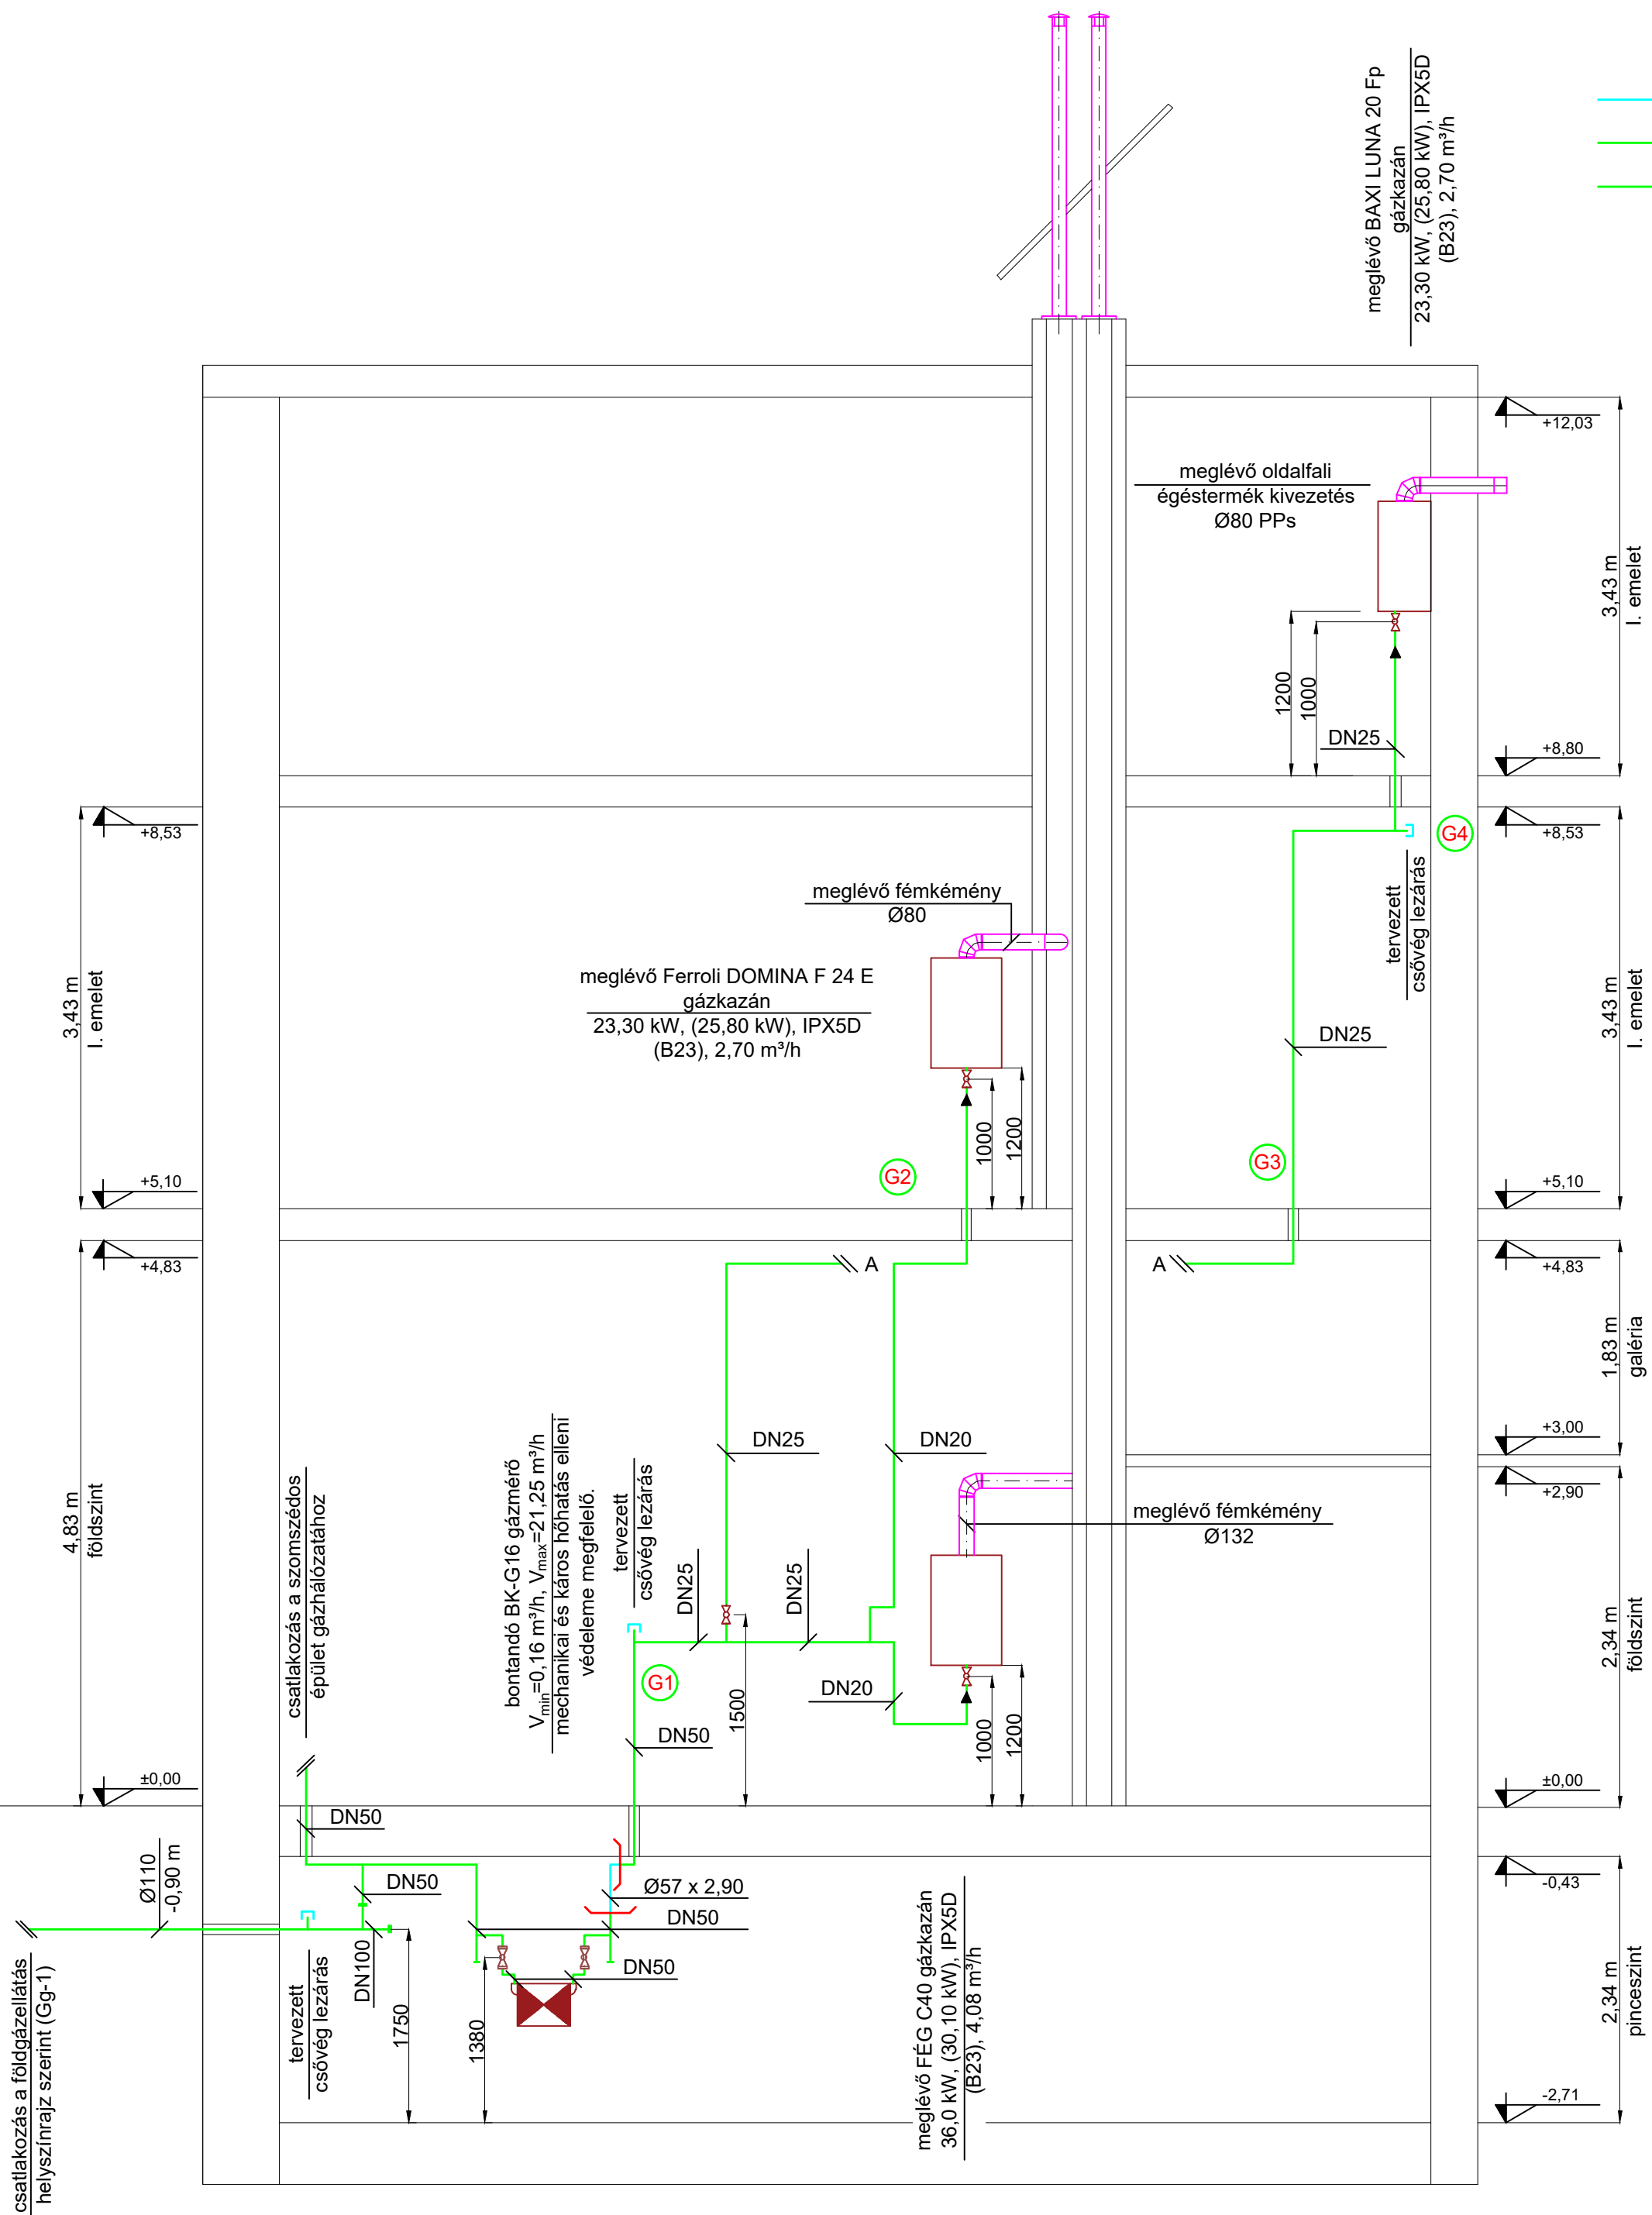 meglévő BAXI LUNA 20 Fp
gázkazán
23,30 kW, (25,80 kW), IPX5D
(B23), 2,70 m³/h
+12,03
meglévő oldalfali
égéstermék kivezetés
Ø80 PPs
3,43 m
I. emelet
1200
1000
DN25
+8,80
+8,53
+8,53
G4
tervezett
csővég lezárás
meglévő fémkémény
Ø80
meglévő Ferroli DOMINA F 24 E
gázkazán
23,30 kW, (25,80 kW), IPX5D
(B23), 2,70 m³/h
3,43 m
I. emelet
DN25
3,43 m
I. emelet
1000
1200
G2
G3
+5,10
+5,10
+4,83
A
A
+4,83
1,83 m
galéria
DN25
DN20
+3,00
+2,90
4,83 m
földszint
csatlakozás a szomszédos
épület gázhálózatához
bontandó BK-G16 gázmérő
Vmin=0,16 m³/h, Vmax=21,25 m³/h
mechanikai és káros hőhatás elleni
védeleme megfelelő.
tervezett
csővég lezárás
DN25
DN25
meglévő fémkémény
Ø132
2,34 m
földszint
G1
DN20
1500
DN50
1000
1200
±0,00
±0,00
DN50
Ø110
-0,90 m
DN50
Ø57 x 2,90
DN50
-0,43
csatlakozás a földgázellátás
helyszínrajz szerint (Gg-1)
tervezett
csővég lezárás
DN100
1750
1380
DN50
meglévő FÉG C40 gázkazán
36,0 kW, (30,10 kW), IPX5D
(B23), 4,08 m³/h
2,34 m
pinceszint
-2,71